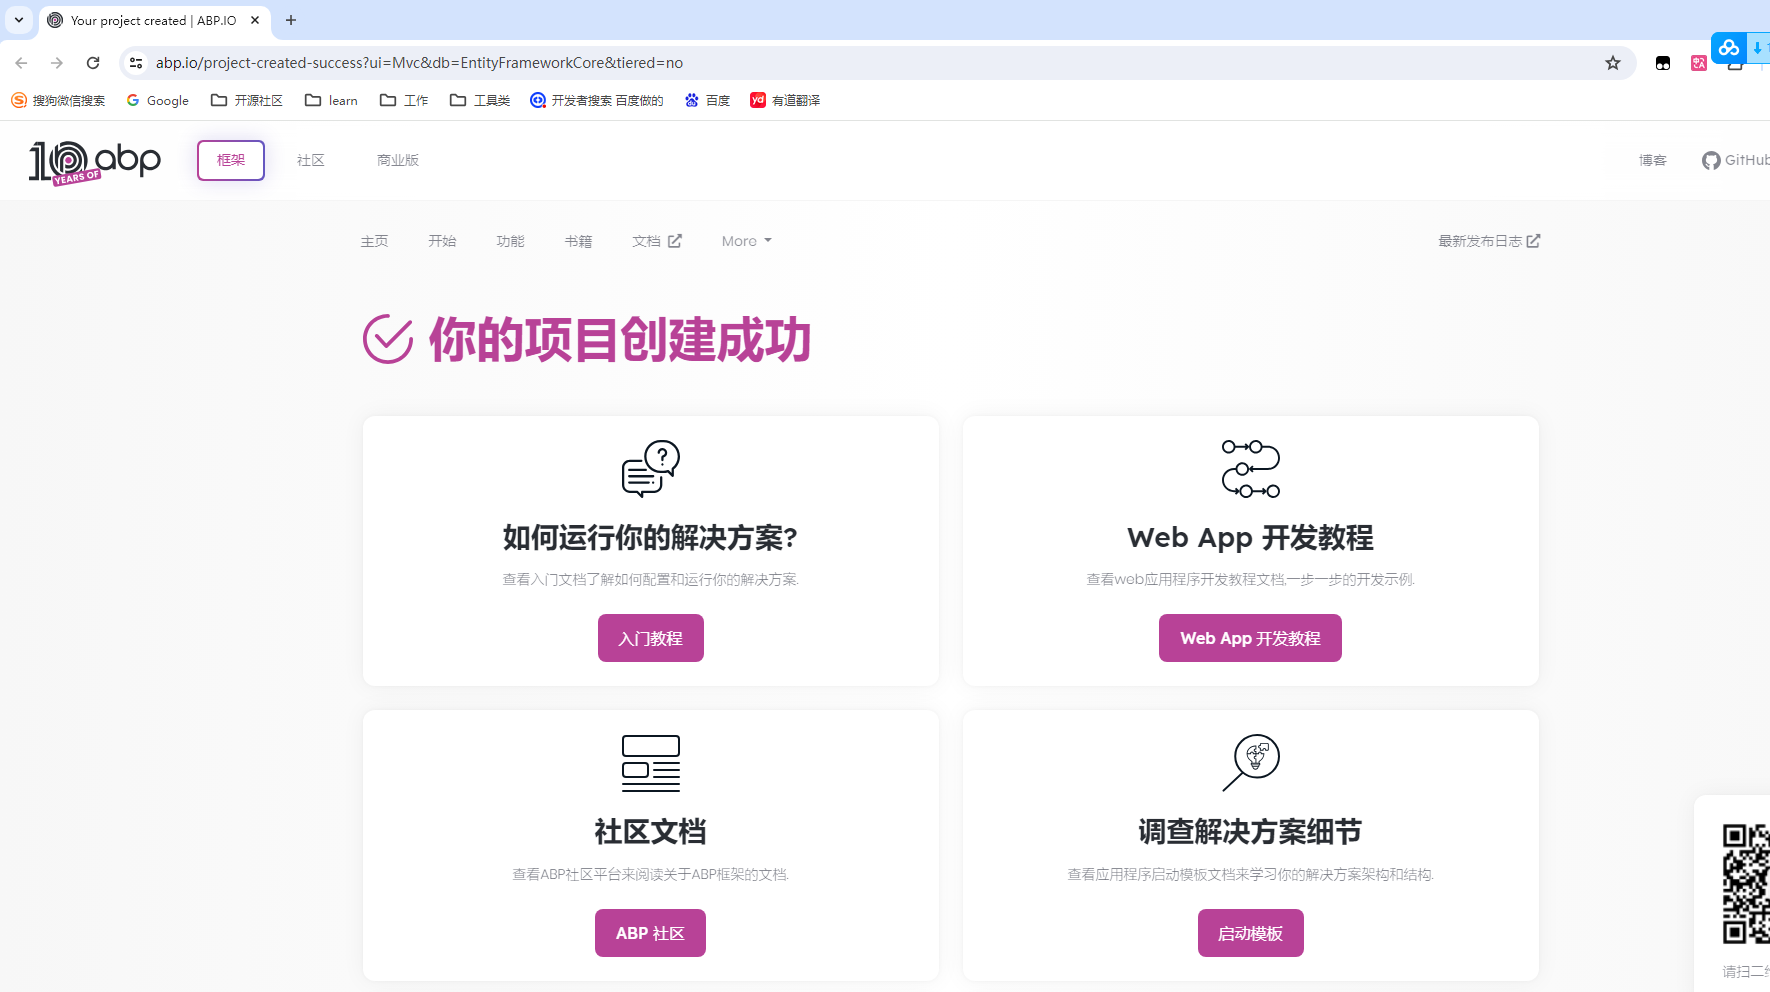 Your project created | ABP.IO
abp.io/project-created-success?ui=Mvc&db=EntityFrameworkCore&tiered=no
搜狗微信搜索 Google 开源社区 learn 工作 工具类 开发者搜索 百度做的 百度 有道翻译
10 YEARS OF abp 框架 社区 商业版 博客 GitHub
主页 开始 功能 书籍 文档 More 最新发布日志
你的项目创建成功
如何运行你的解决方案?
查看入门文档了解如何配置和运行你的解决方案.
入门教程
Web App 开发教程
查看web应用程序开发教程文档,一步一步的开发示例.
Web App 开发教程
社区文档
查看ABP社区平台来阅读关于ABP框架的文档.
ABP 社区
调查解决方案细节
查看应用程序启动模板文档来学习你的解决方案架构和结构.
启动模板
请扫二